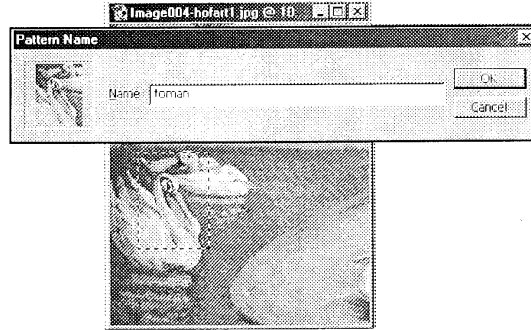 Image004-hofart1.jpg @ 10
Pattern Name
Name: foman
OK
Cancel